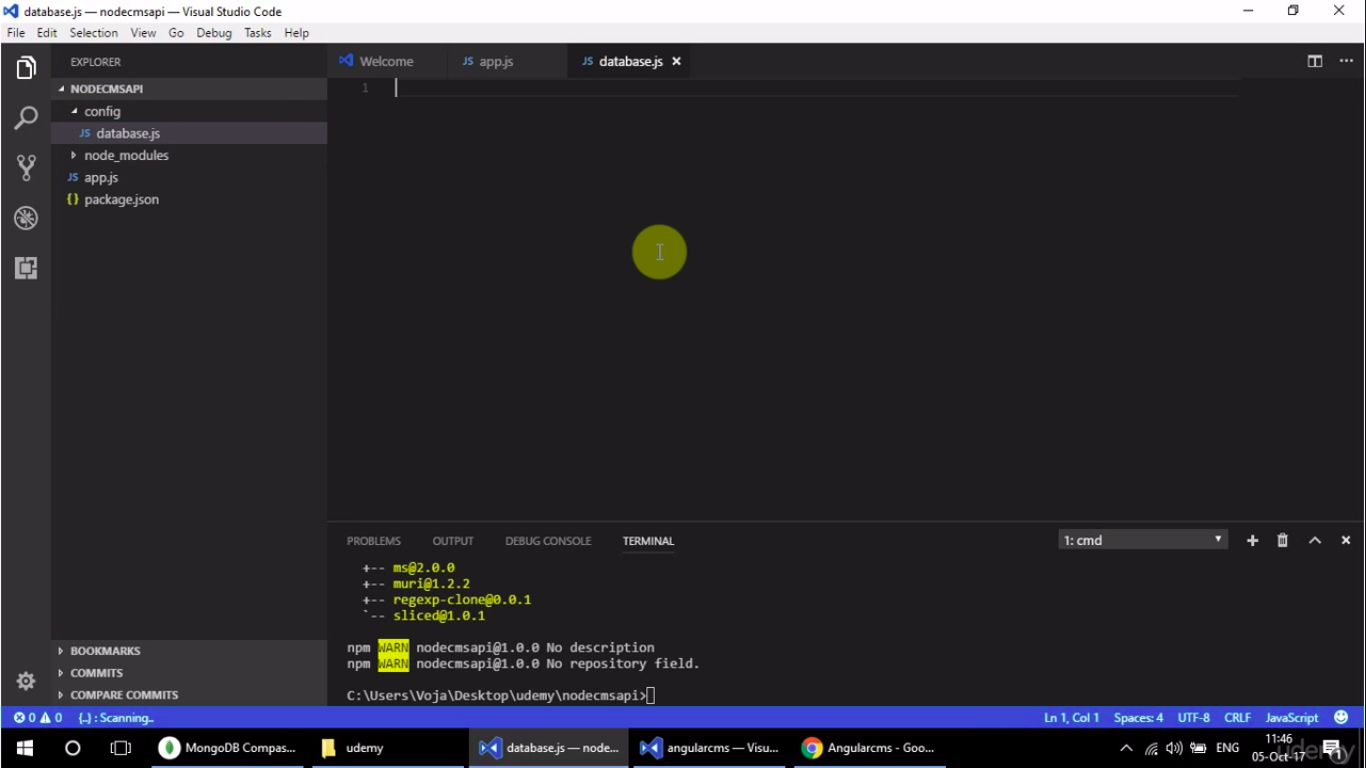 database.js — nodecmsapi — Visual Studio Code
File Edit Selection View Go Debug Tasks Help
EXPLORER
NODECMSAPI
config
JS database.js
node_modules
JS app.js
{} package.json
BOOKMARKS
COMMITS
COMPARE COMMITS
Welcome JS app.js JS database.js
1
PROBLEMS OUTPUT DEBUG CONSOLE TERMINAL 1: cmd
+-- ms@2.0.0
+-- muri@1.2.2
+-- regexp-clone@0.0.1
`-- sliced@1.0.1
npm WARN nodecmsapi@1.0.0 No description
npm WARN nodecmsapi@1.0.0 No repository field.
C:\Users\Voja\Desktop\udemy\nodecmsapi>
0 0 {..} : Scanning.. Ln 1, Col 1 Spaces: 4 UTF-8 CRLF JavaScript
MongoDB Compas... udemy database.js — node... angularcms — Visu... Angularcms - Goo... ENG
11:46
05-Oct-17
udemy
1